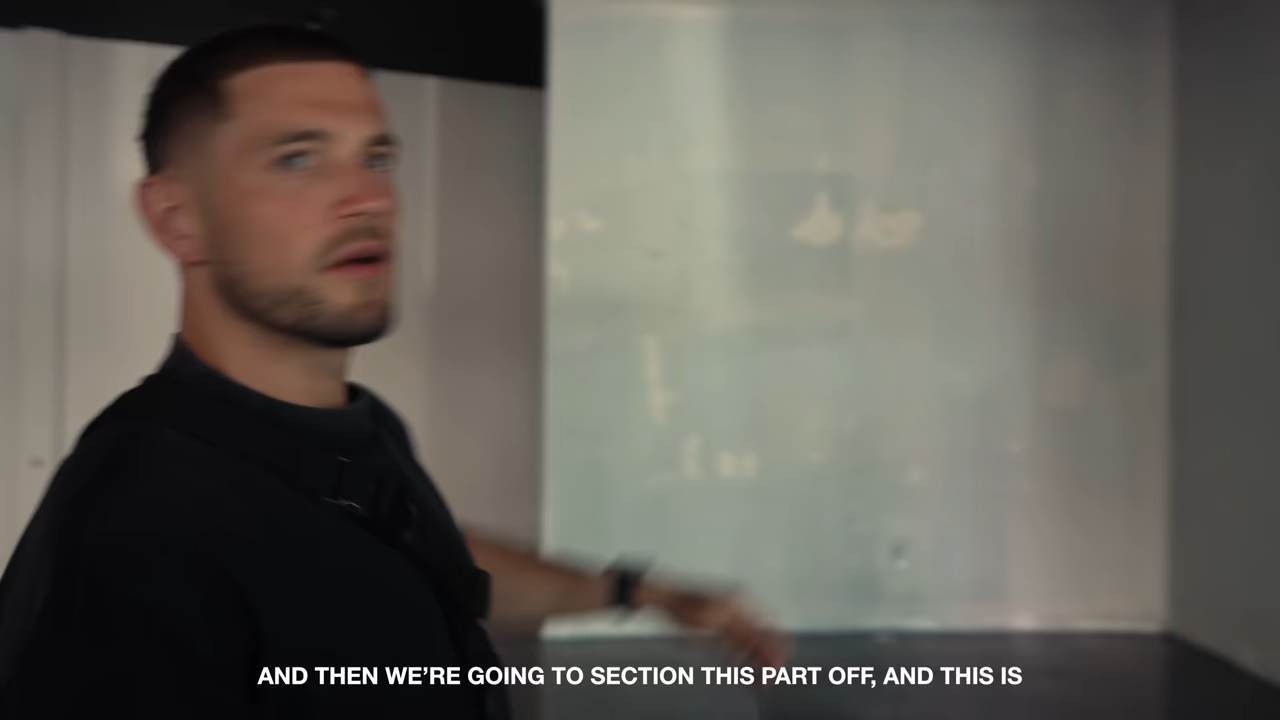 AND THEN WE’RE GOING TO SECTION THIS PART OFF, AND THIS IS